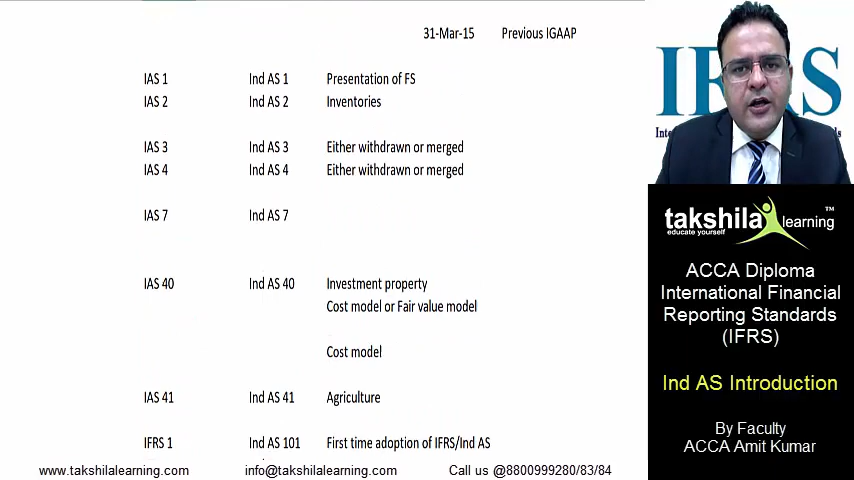 31-Mar-15 Previous IGAAP
IAS 1 Ind AS 1 Presentation of FS
IAS 2 Ind AS 2 Inventories
IAS 3 Ind AS 3 Either withdrawn or merged
IAS 4 Ind AS 4 Either withdrawn or merged
IAS 7 Ind AS 7
IAS 40 Ind AS 40 Investment property
Cost model or Fair value model
Cost model
IAS 41 Ind AS 41 Agriculture
IFRS 1 Ind AS 101 First time adoption of IFRS/Ind AS
www.takshilalearning.com info@takshilalearning.com Call us @8800999280/83/84
takshila learning™
educate yourself
ACCA Diploma
International Financial
Reporting Standards
(IFRS)
Ind AS Introduction
By Faculty
ACCA Amit Kumar